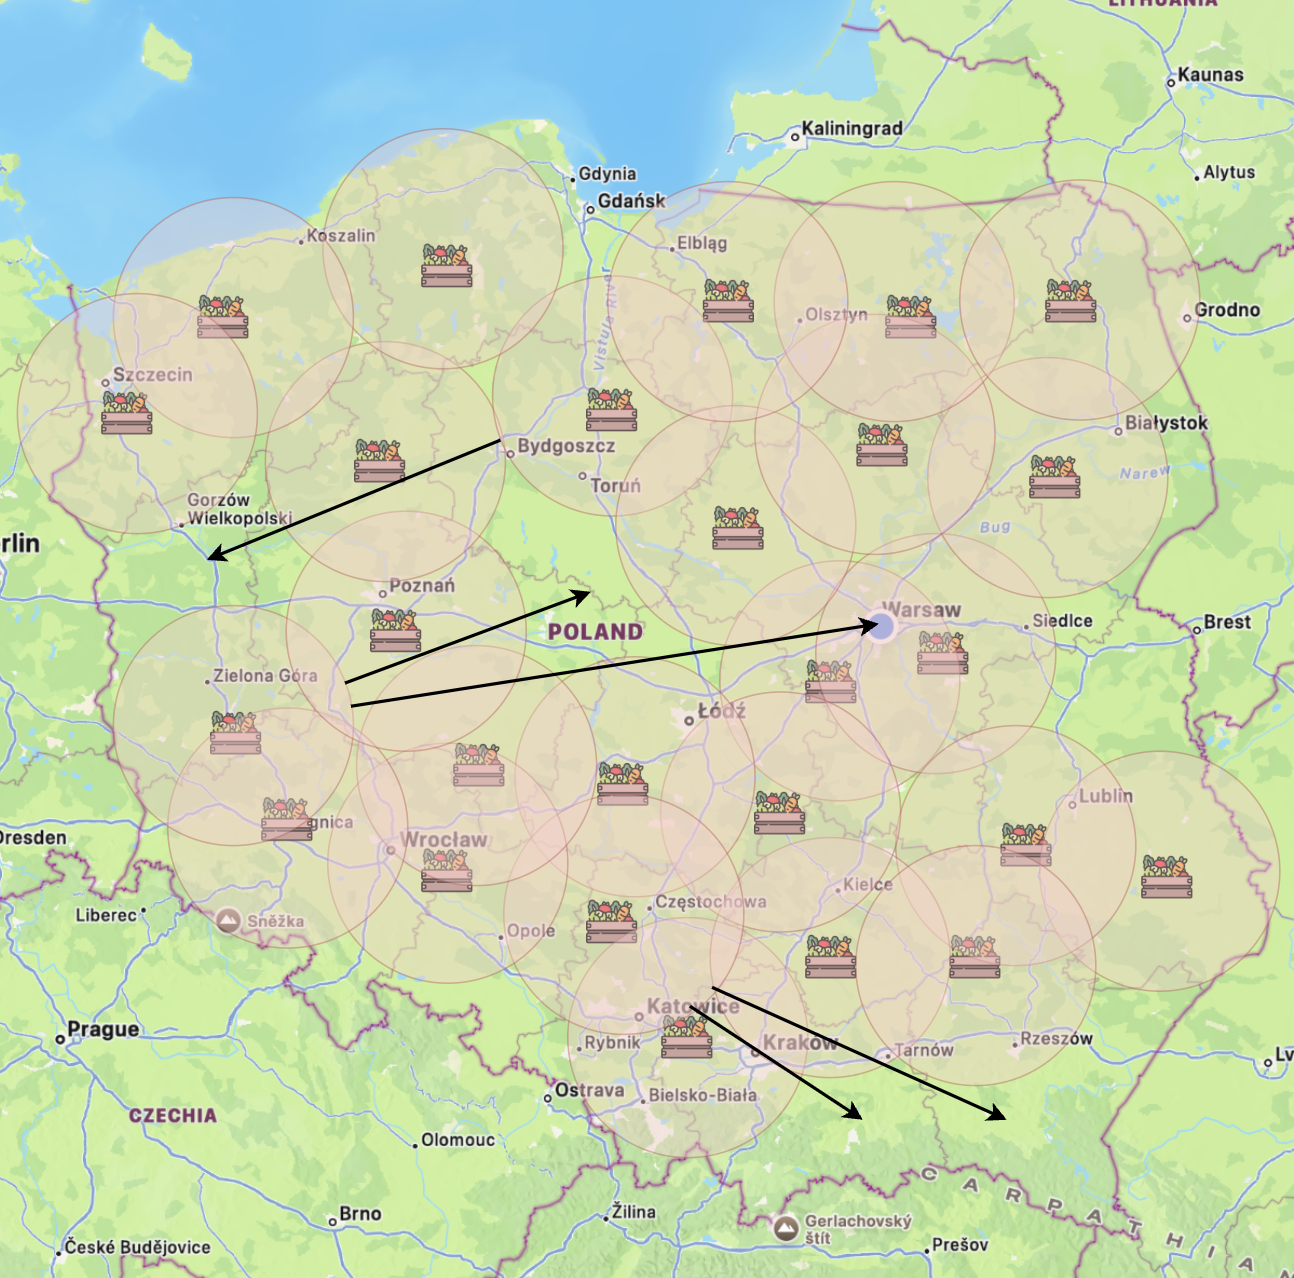 LITHUANIA
Kaunas
Kaliningrad
Alytus
Gdynia
Gdańsk
Koszalin
Elbląg
Vistula River
Grodno
Olsztyn
Szczecin
Białystok
Bydgoszcz
Narew
Toruń
Gorzów
Wielkopolski
Bug
rlin
Poznań
Warsaw
POLAND
Siedlce
Brest
Zielona Góra
Łódź
Lublin
gnica
Dresden
Wrocław
Kielce
Częstochowa
Liberec
Sněžka
Opole
Katowice
Prague
Rybnik
Kraków
Tarnów
Rzeszów
Lv
Ostrava
Bielsko-Biała
CZECHIA
Olomouc
CARPATHIA
Brno
Žilina
Gerlachovský
štít
České Budějovice
Prešov